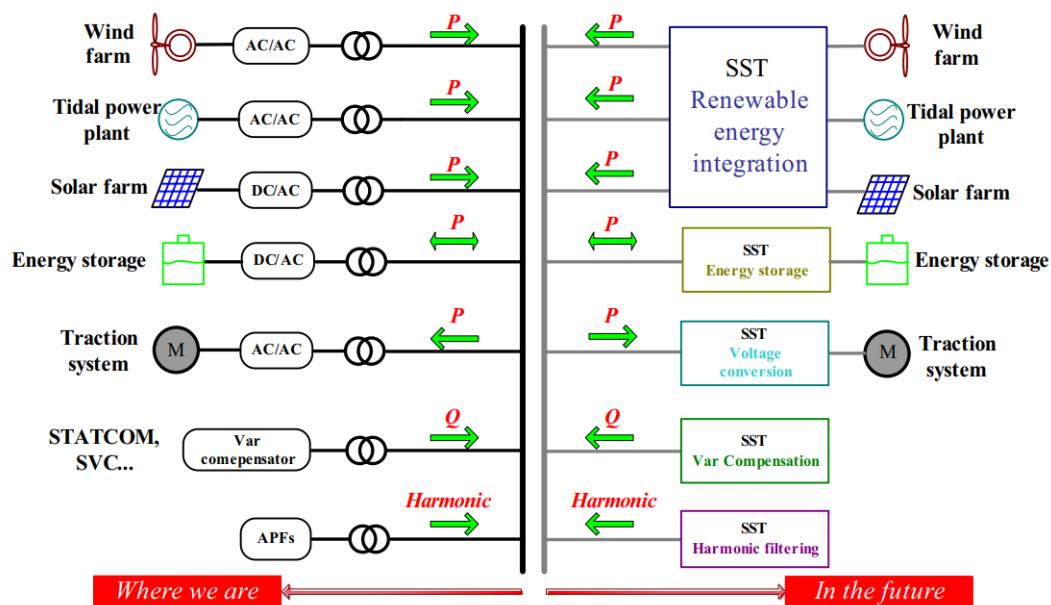 Wind
farm
AC/AC
P
P
SST
Renewable
energy
integration
Wind
farm
Tidal power
plant
AC/AC
P
P
Tidal power
plant
Solar farm
DC/AC
P
P
Solar farm
Energy storage
DC/AC
P
P
SST
Energy storage
Energy storage
Traction
system
M
AC/AC
P
P
SST
Voltage
conversion
M
Traction
system
STATCOM,
SVC...
Var
comepensator
Q
Q
SST
Var Compensation
APFs
Harmonic
Harmonic
SST
Harmonic filtering
Where we are
In the future